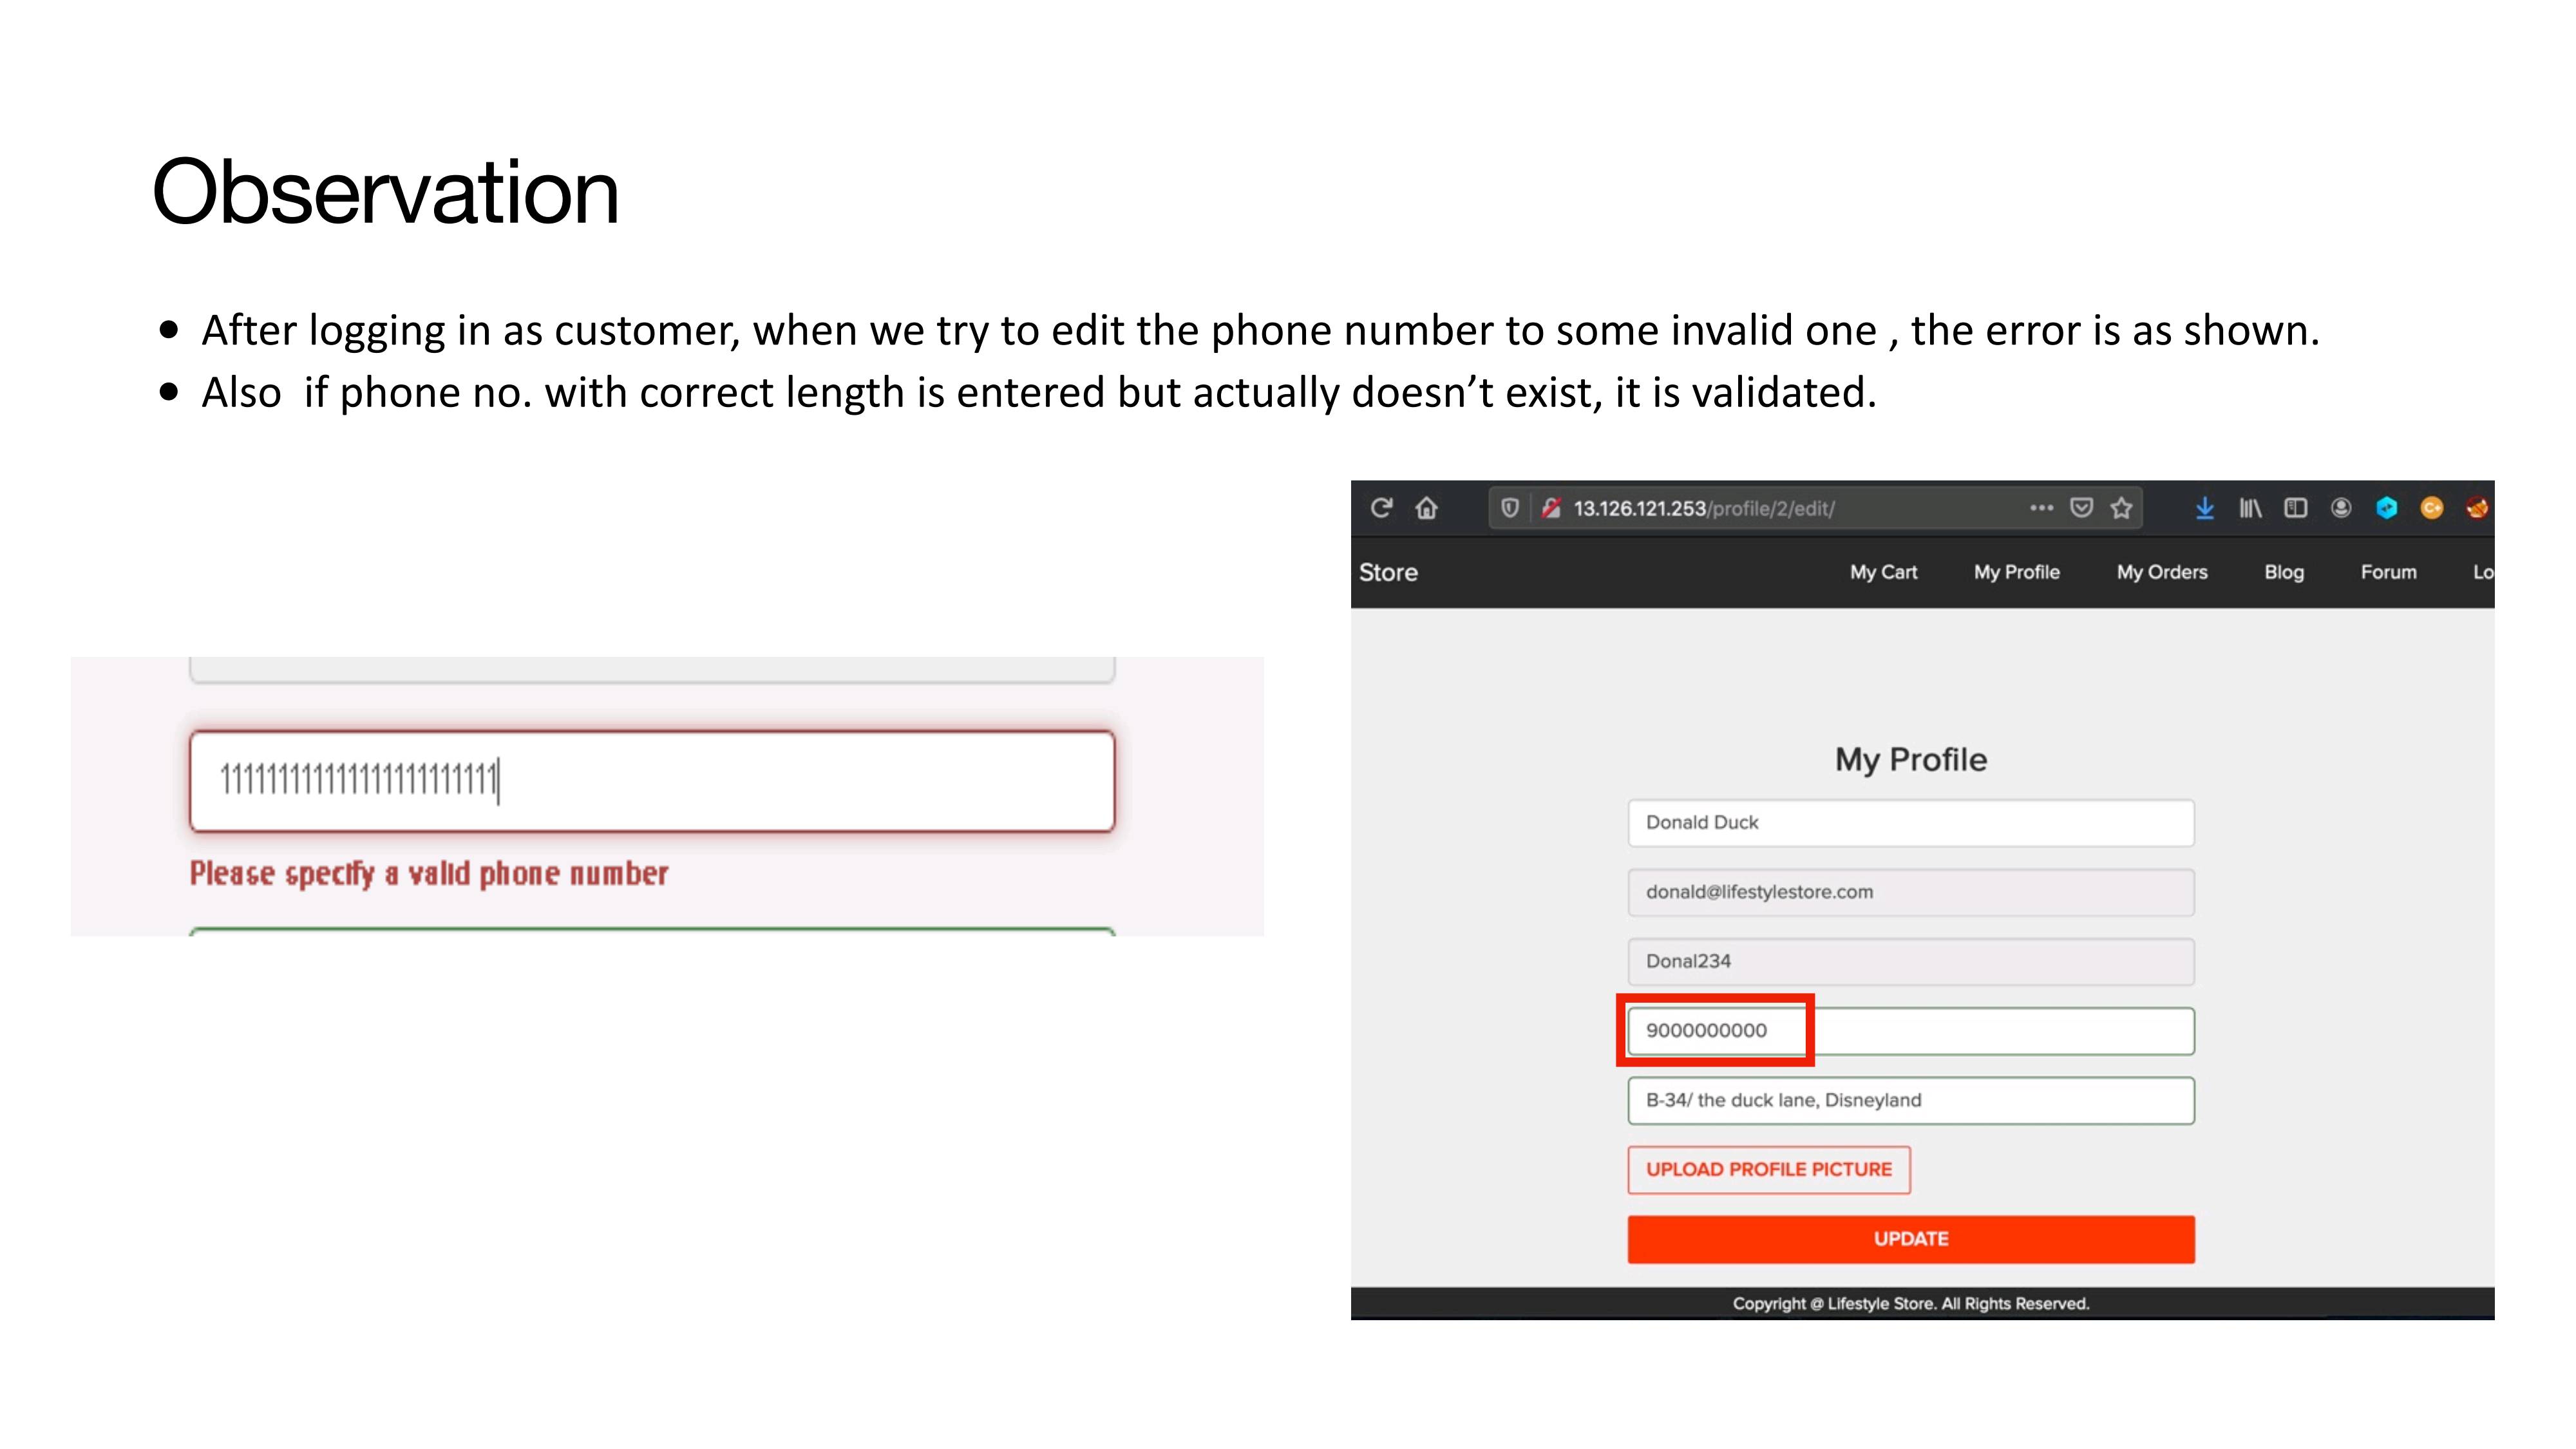 Observation
• After logging in as customer, when we try to edit the phone number to some invalid one , the error is as shown.
• Also  if phone no. with correct length is entered but actually doesn’t exist, it is validated.
Please specify a valid phone number
13.126.121.253/profile/2/edit/
Store My Cart My Profile My Orders Blog Forum Lo
My Profile
Donald Duck
donald@lifestylestore.com
Donal234
9000000000
B-34/ the duck lane, Disneyland
UPLOAD PROFILE PICTURE
UPDATE
Copyright @ Lifestyle Store. All Rights Reserved.